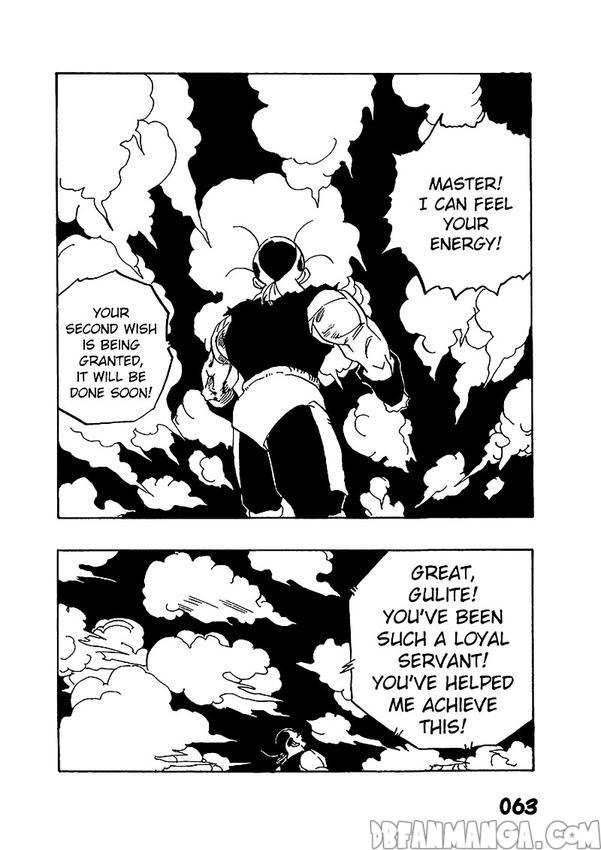 MASTER!
I CAN FEEL
YOUR
ENERGY!
YOUR
SECOND WISH
IS BEING
GRANTED,
IT WILL BE
DONE SOON!
GREAT,
GULITE!
YOU'VE BEEN
SUCH A LOYAL
SERVANT!
YOU'VE HELPED
ME ACHIEVE
THIS!
063
DBFANMANGA.COM